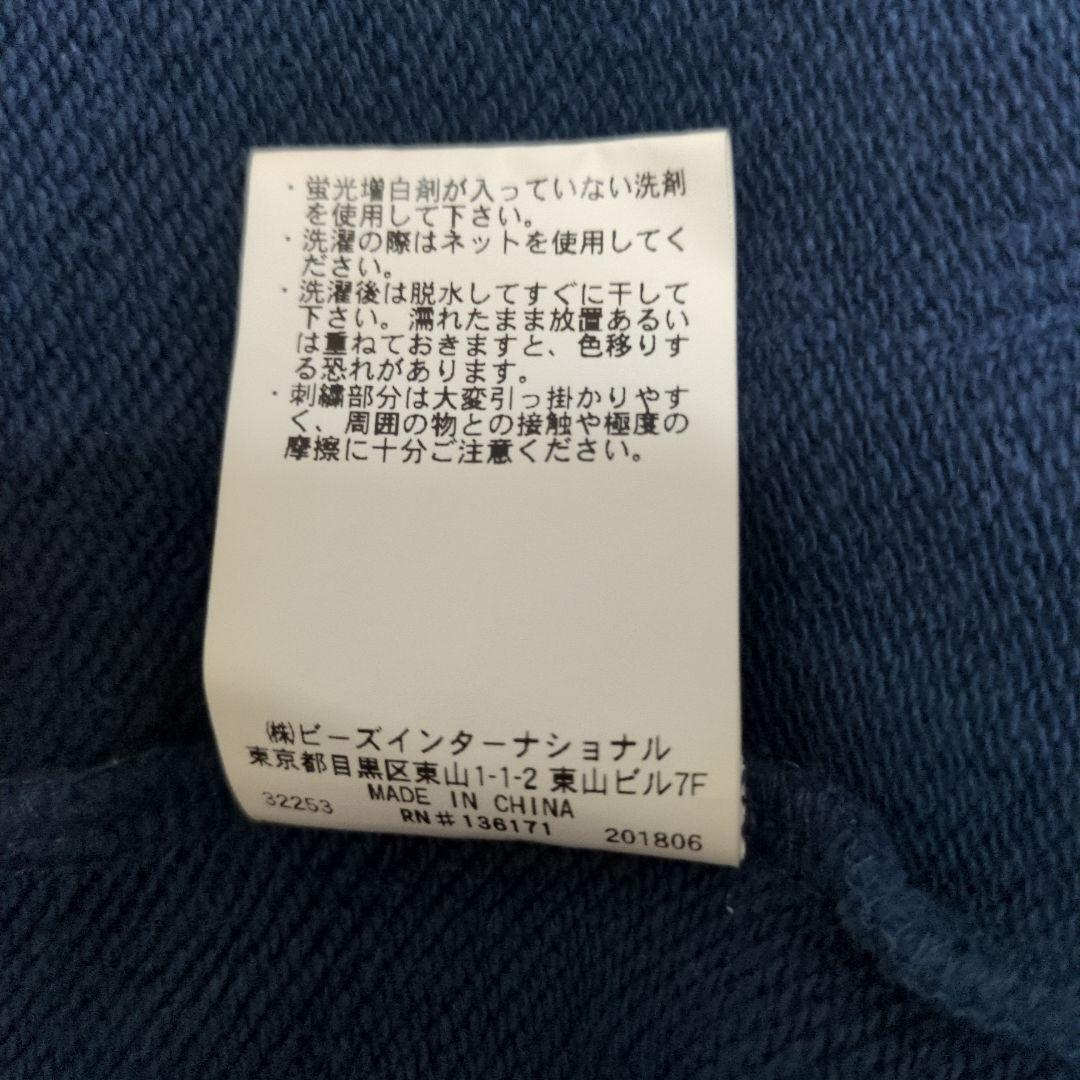 ・蛍光増白剤が入っていない洗剤
を使用して下さい。
・洗濯の際はネットを使用してく
ださい。
・洗濯後は脱水してすぐに干して
下さい。濡れたまま放置あるい
は重ねておきますと、色移りす
る恐れがあります。
・刺繍部分は大変引っ掛かりやす
く、周囲の物との接触や極度の
摩擦に十分ご注意ください。
㈱ビーズインターナショナル
東京都目黒区東山1-1-2 東山ビル7F
MADE IN CHINA
32253 RN#136171 201806